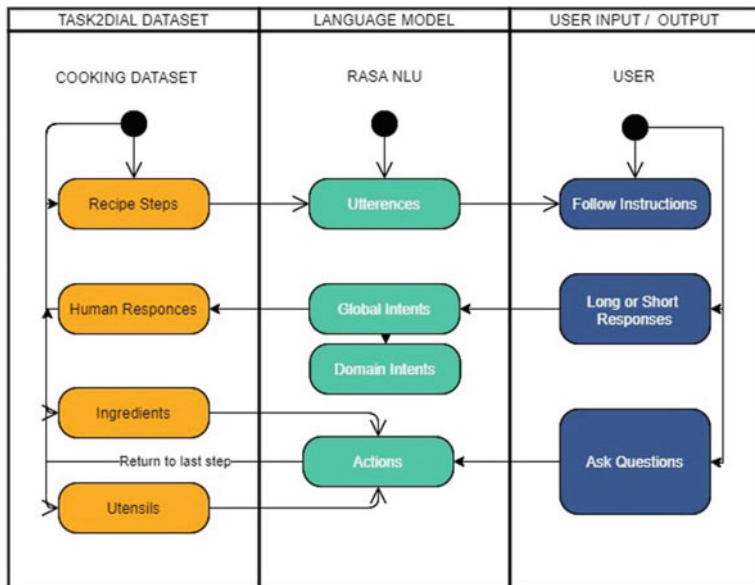 TASK2DIAL DATASET
LANGUAGE MODEL
USER INPUT / OUTPUT
COOKING DATASET
RASA NLU
USER
Recipe Steps
Utterences
Follow Instructions
Human Responces
Global Intents
Long or Short
Responses
Domain Intents
Ingredients
Return to last step
Actions
Ask Questions
Utensils